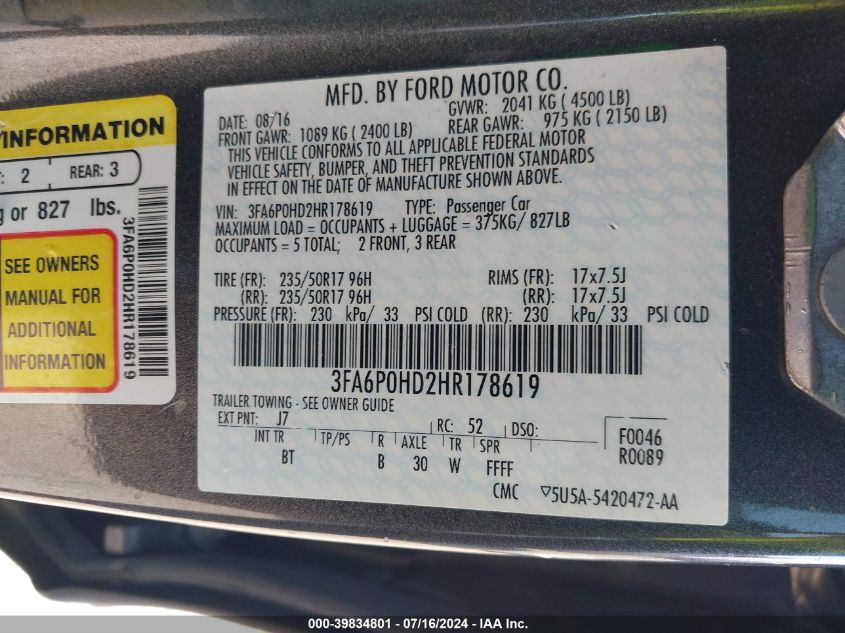 INFORMATION
: 2 REAR: 3
g or 827 lbs.
SEE OWNERS
MANUAL FOR
ADDITIONAL
INFORMATION
3FA6P0HD2HR178619
MFD. BY FORD MOTOR CO.
DATE: 08/16 GVWR: 2041 KG ( 4500 LB)
FRONT GAWR: 1089 KG ( 2400 LB) REAR GAWR: 975 KG ( 2150 LB)
THIS VEHICLE CONFORMS TO ALL APPLICABLE FEDERAL MOTOR
VEHICLE SAFETY, BUMPER, AND THEFT PREVENTION STANDARDS
IN EFFECT ON THE DATE OF MANUFACTURE SHOWN ABOVE.
VIN: 3FA6P0HD2HR178619 TYPE: Passenger Car
MAXIMUM LOAD = OCCUPANTS + LUGGAGE = 375KG/ 827LB
OCCUPANTS = 5 TOTAL; 2 FRONT, 3 REAR
TIRE (FR): 235/50R17 96H RIMS (FR): 17x7.5J
(RR): 235/50R17 96H (RR): 17x7.5J
PRESSURE (FR): 230 kPa/ 33 PSI COLD (RR): 230 kPa/ 33 PSI COLD
3FA6P0HD2HR178619
TRAILER TOWING - SEE OWNER GUIDE
EXT PNT: J7 RC: 52 DSO: F0046
INT TR TP/PS R AXLE TR SPR R0089
BT B 30 W FFFF
CMC ▽5U5A-5420472-AA
000-39834801 - 07/16/2024 - IAA Inc.